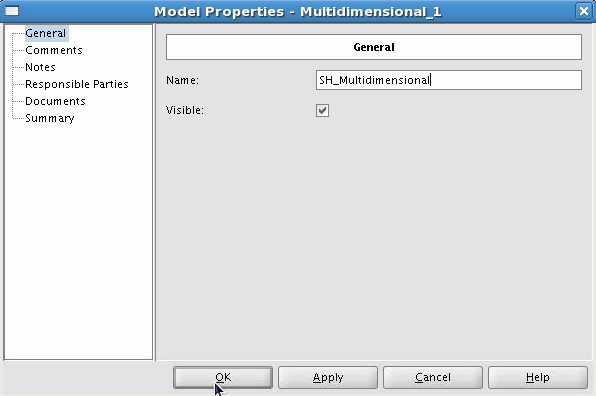 Model Properties - Multidimensional_1
General
Comments
Notes
Responsible Parties
Documents
Summary
General
Name:
SH_Multidimensional
Visible:
OK
Apply
Cancel
Help